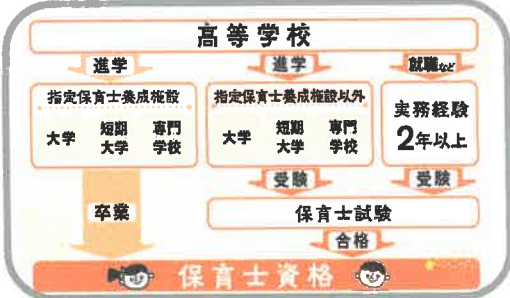 高等学校
進学
進学
就職など
指定保育士養成施設
大学 短期大学 専門学校
指定保育士養成施設以外
大学 短期大学 専門学校
実務経験
2年以上
受験
受験
卒業
保育士試験
合格
保育士資格